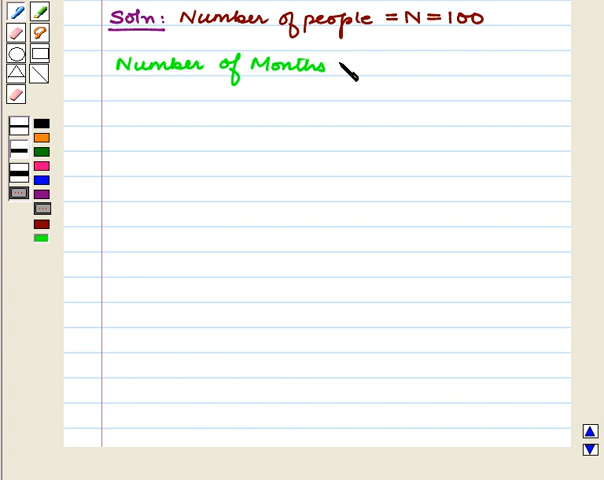 Soln: Number of people = N = 100
Number of Months